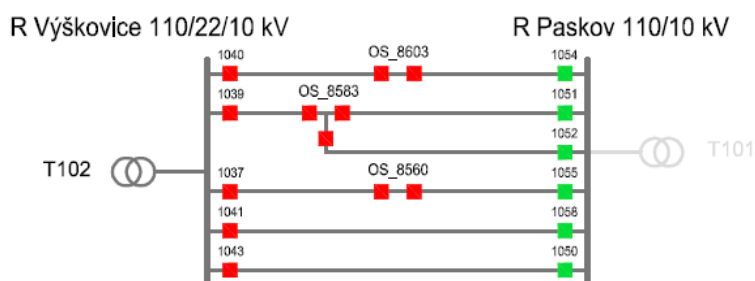 R Výškovice 110/22/10 kV
R Paskov 110/10 kV
1040
OS_8603
1054
1039
OS_8583
1051
1052
T102
T101
1037
OS_8560
1055
1041
1058
1043
1050